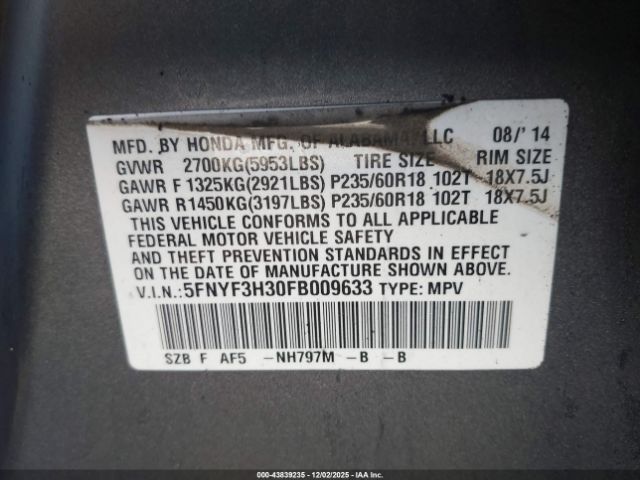 MFD. BY HONDA MFG. OF ALABAMA, LLC 08/' 14
GVWR 2700KG(5953LBS) TIRE SIZE RIM SIZE
GAWR F 1325KG(2921LBS) P235/60R18 102T 18X7.5J
GAWR R1450KG(3197LBS) P235/60R18 102T 18X7.5J
THIS VEHICLE CONFORMS TO ALL APPLICABLE
FEDERAL MOTOR VEHICLE SAFETY
AND THEFT PREVENTION STANDARDS IN EFFECT
ON THE DATE OF MANUFACTURE SHOWN ABOVE.
V.I.N.: 5FNYF3H30FB009633 TYPE: MPV
SZB F AF5 -NH797M -B -B
000-43839235 - 12/02/2025 - IAAI.CA